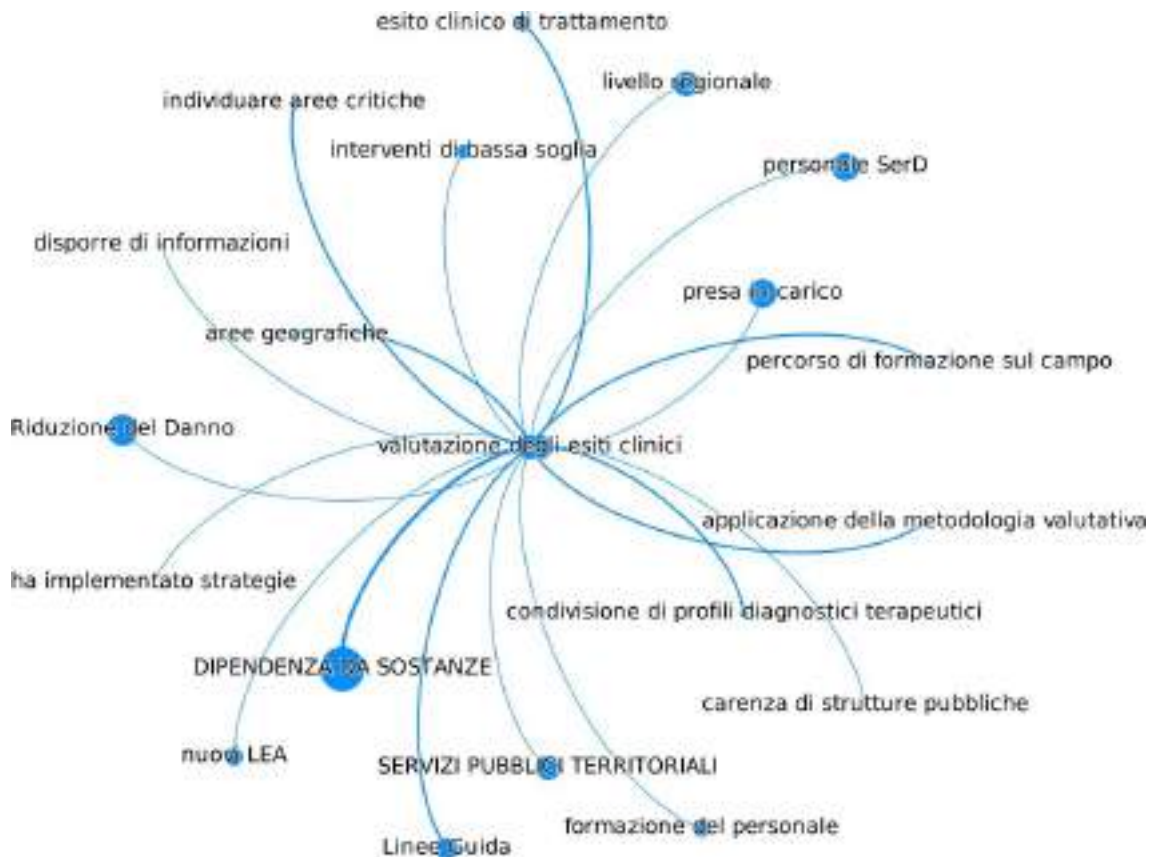 esito clinico di trattamento
livello regionale
individuare aree critiche
interventi di bassa soglia
personale SerD
disporre di informazioni
presa in carico
aree geografiche
percorso di formazione sul campo
Riduzione del Danno
valutazione degli esiti clinici
applicazione della metodologia valutativa
ha implementato strategie
condivisione di profili diagnostici terapeutici
DIPENDENZA DA SOSTANZE
carenza di strutture pubbliche
nuovi LEA
SERVIZI PUBBLICI TERRITORIALI
formazione del personale
Linee Guida